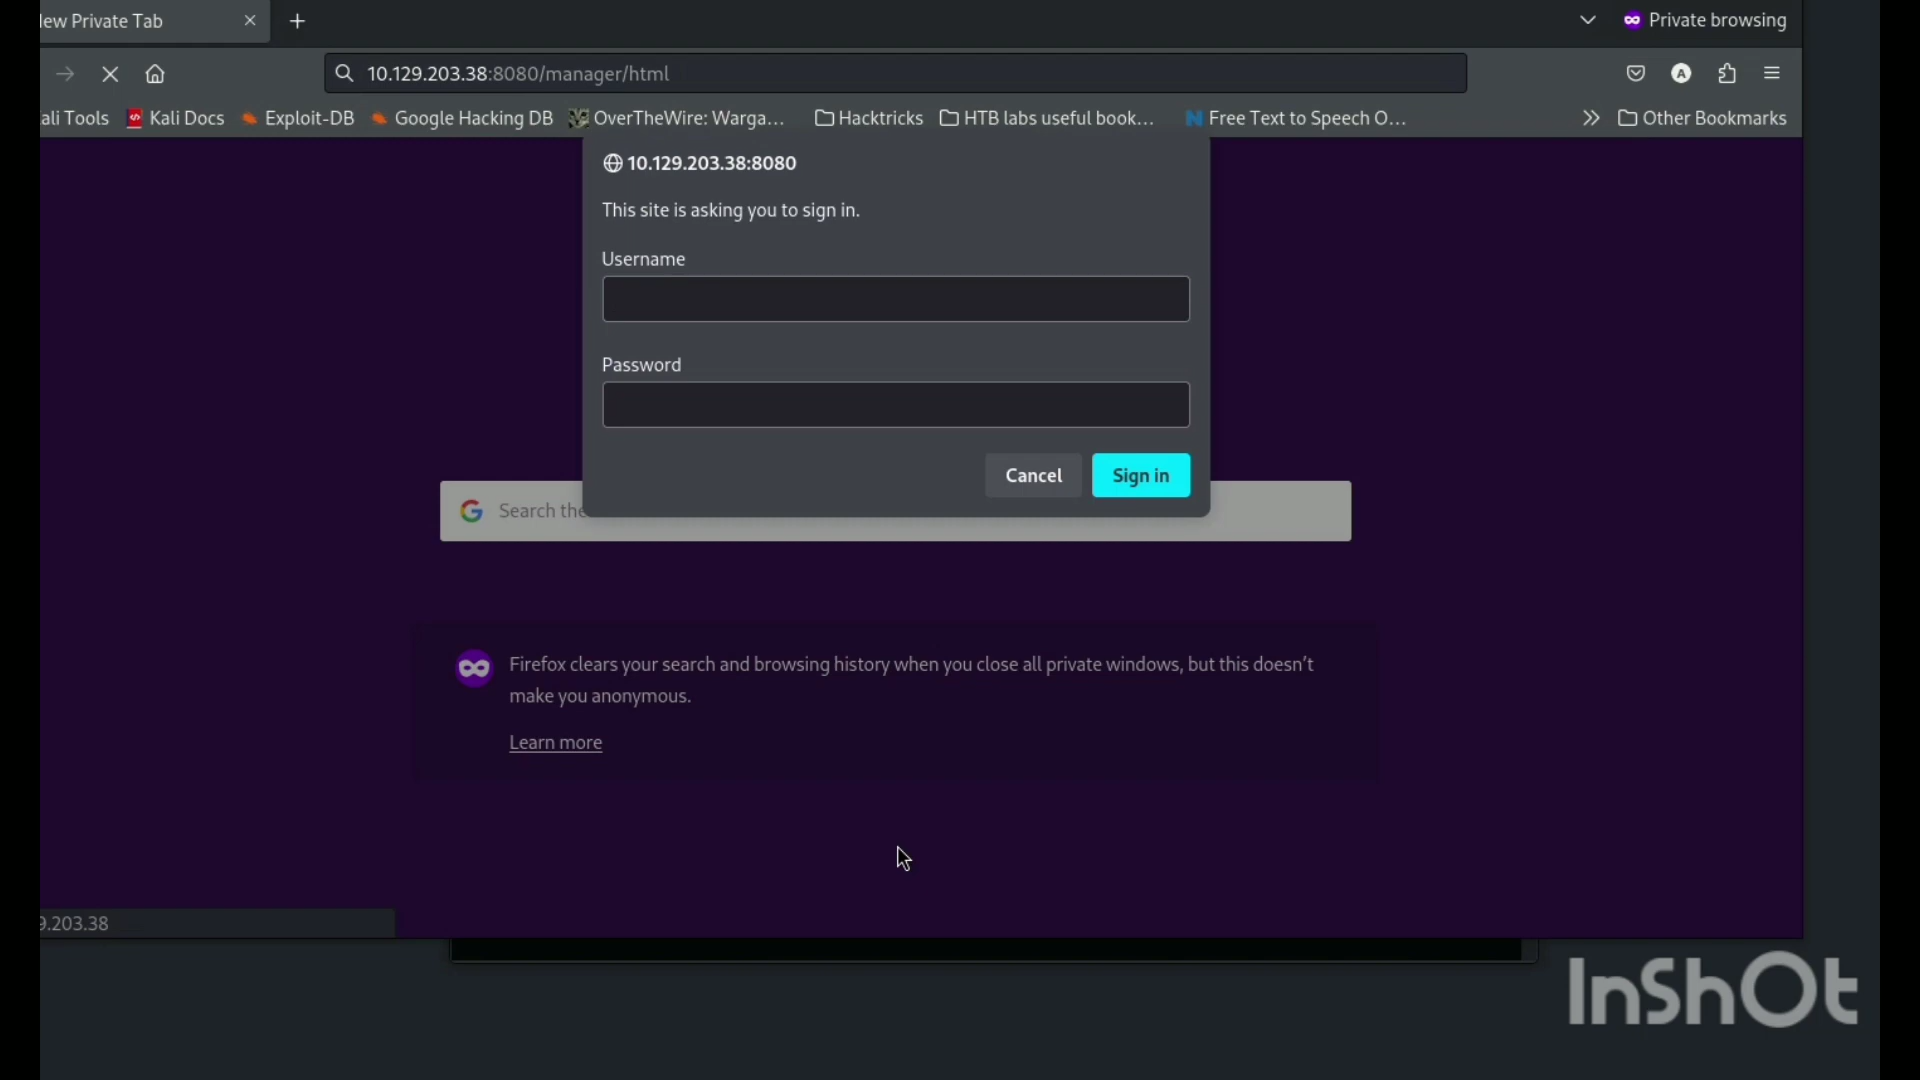 ew Private Tab
Private browsing
10.129.203.38:8080/manager/html
ali Tools Kali Docs Exploit-DB Google Hacking DB OverTheWire: Warga... Hacktricks HTB labs useful book... Free Text to Speech O... Other Bookmarks
10.129.203.38:8080
This site is asking you to sign in.
Username
Password
Cancel Sign in
Search the
Firefox clears your search and browsing history when you close all private windows, but this doesn't
make you anonymous.
Learn more
9.203.38
InShOt